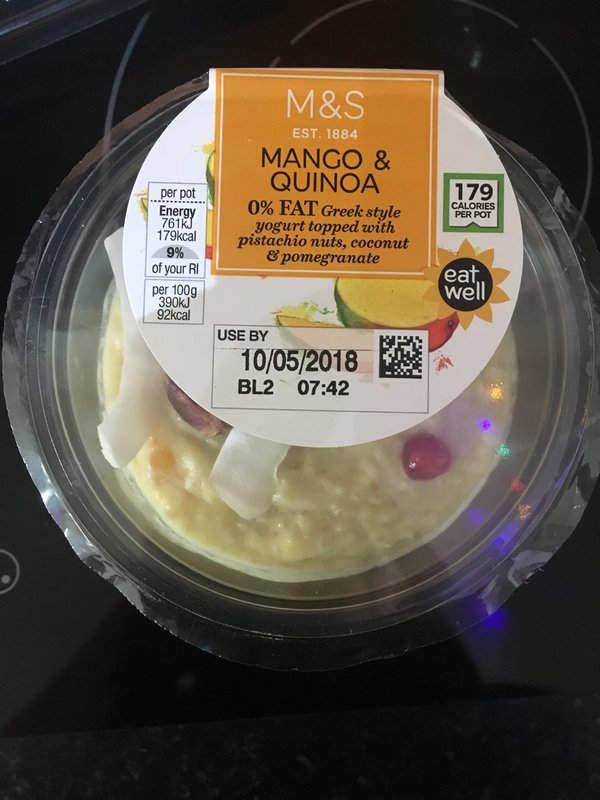 M&S
EST. 1884
MANGO &
QUINOA
0% FAT Greek style
yogurt topped with
pistachio nuts, coconut
& pomegranate
per pot
Energy
761kJ
179kcal
9%
of your RI
per 100g
390kJ
92kcal
179
CALORIES
PER POT
eat
well
USE BY
10/05/2018
BL2 07:42